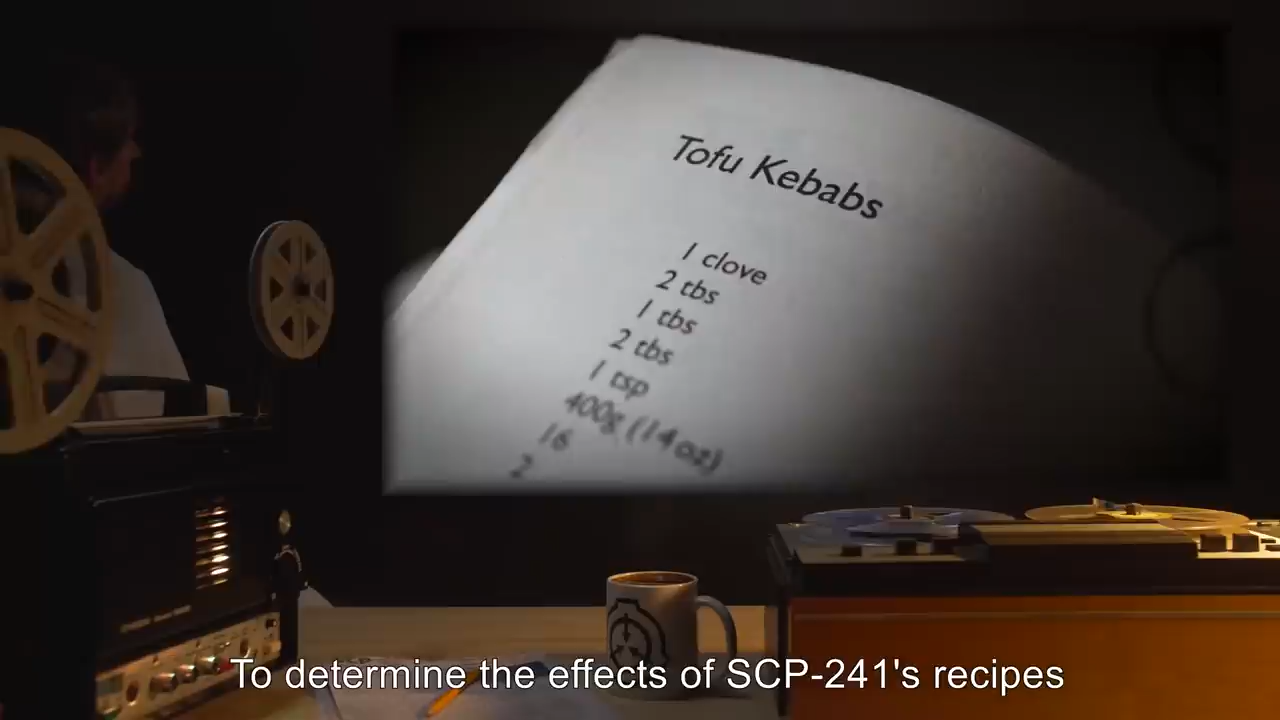 Tofu Kebabs
1 clove
2 tbs
1 tbs
2 tbs
1 tsp
400g (14oz)
16
2
To determine the effects of SCP-241's recipes